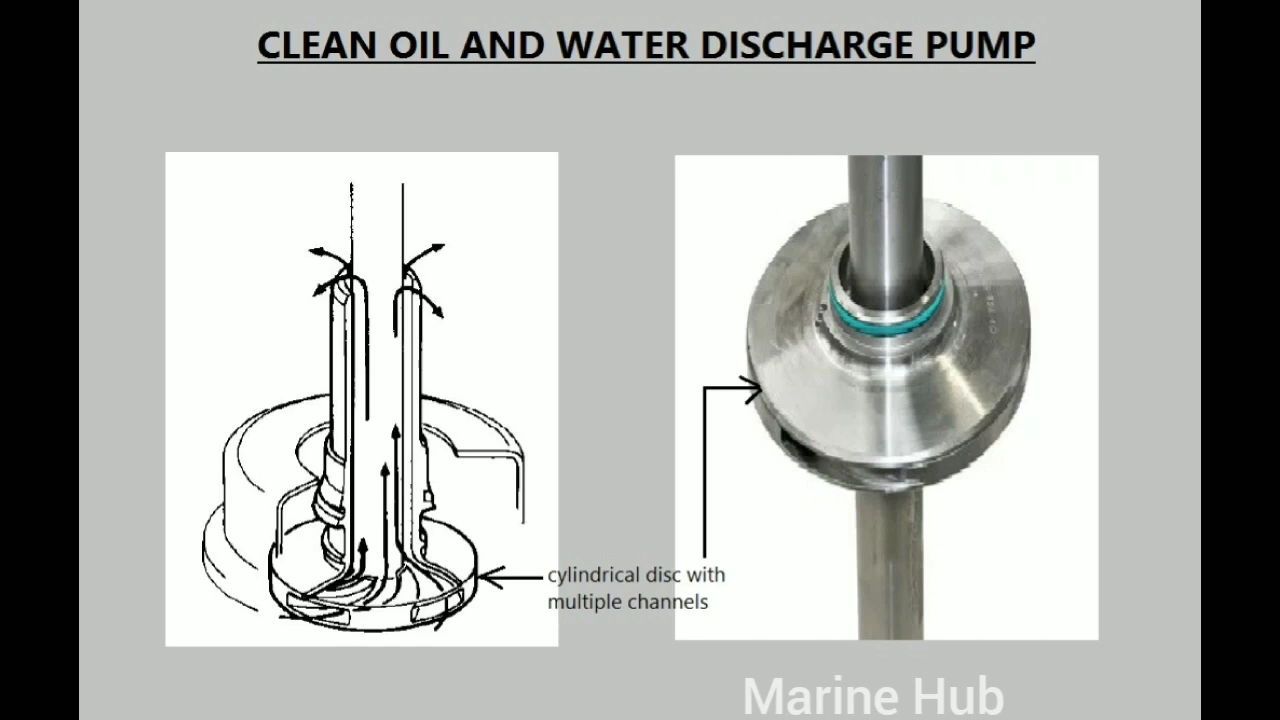 CLEAN OIL AND WATER DISCHARGE PUMP
cylindrical disc with
multiple channels
Marine Hub